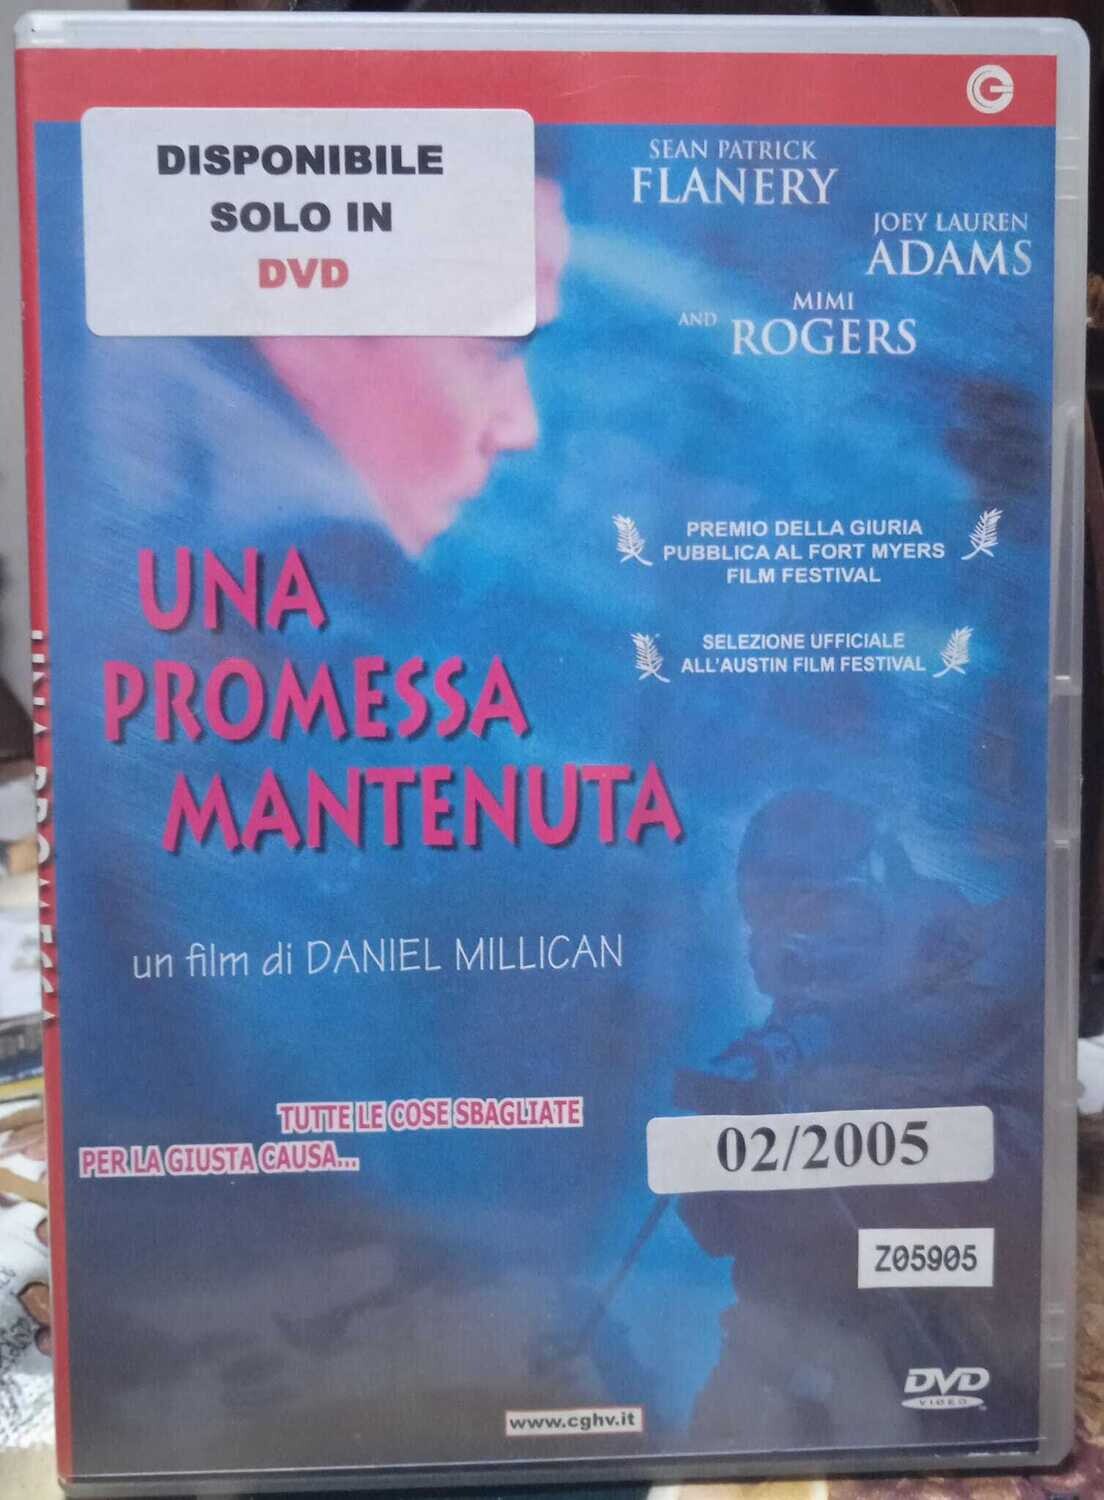 DISPONIBILE
SOLO IN
DVD
SEAN PATRICK
FLANERY
JOEY LAUREN
ADAMS
MIMI
AND ROGERS
PREMIO DELLA GIURIA
PUBBLICA AL FORT MYERS
FILM FESTIVAL
SELEZIONE UFFICIALE
ALL'AUSTIN FILM FESTIVAL
UNA
PROMESSA
MANTENUTA
un film di DANIEL MILLICAN
TUTTE LE COSE SBAGLIATE
PER LA GIUSTA CAUSA...
02/2005
Z05905
DVD
VIDEO
www.cghv.it